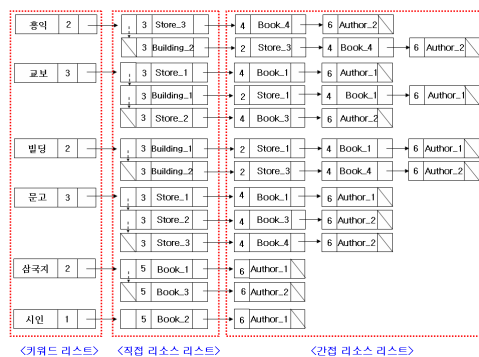 홍익 2 3 Store_3 4 Book_4 6 Author_2
3 Building_2 2 Store_3 4 Book_4 6 Author_2
교보 3 3 Store_1 4 Book_1 6 Author_1
3 Building_1 2 Store_1 4 Book_1 6 Author_1
3 Store_2 4 Book_3 6 Author_2
빌딩 2 3 Building_1 2 Store_1 4 Book_1 6 Author_1
3 Building_2 2 Store_3 4 Book_4 6 Author_2
문고 3 3 Store_1 4 Book_1 6 Author_1
3 Store_2 4 Book_3 6 Author_2
3 Store_3 4 Book_4 6 Author_2
삼국지 2 5 Book_1 6 Author_1
5 Book_3 6 Author_2
시인 1 5 Book_2 6 Author_1
<키워드 리스트> <직접 리소스 리스트> <간접 리소스 리스트>